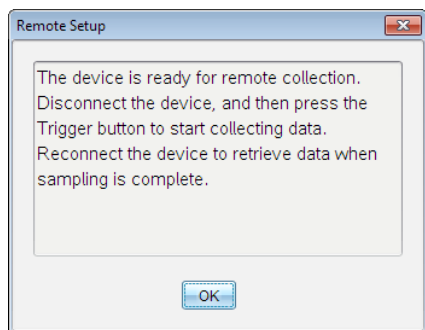 Remote Setup
The device is ready for remote collection.
Disconnect the device, and then press the
Trigger button to start collecting data.
Reconnect the device to retrieve data when
sampling is complete.
OK